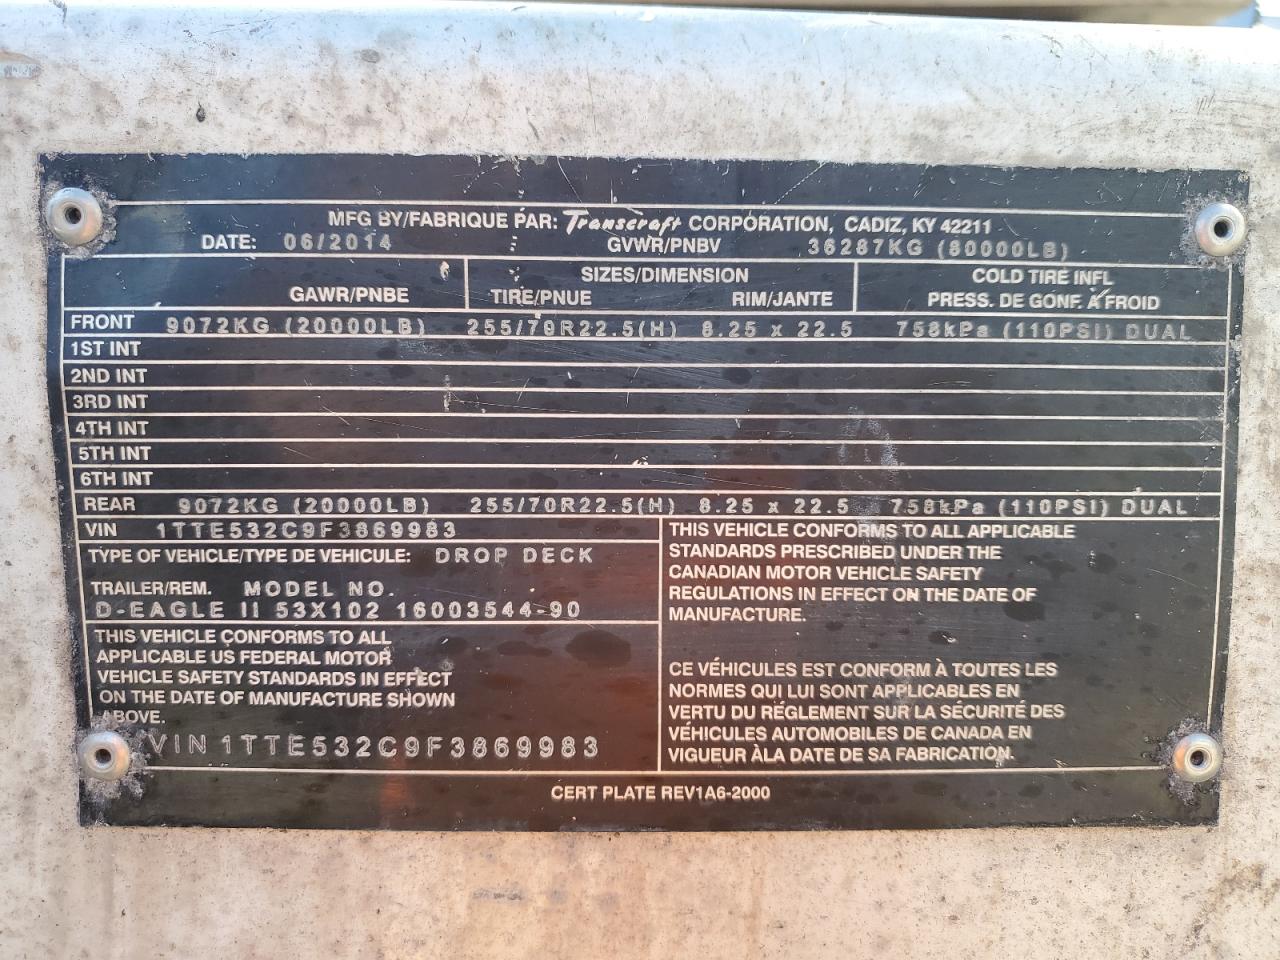 MFG BY/FABRIQUE PAR: Transcraft CORPORATION, CADIZ, KY 42211
DATE: 06/2014 GVWR/PNBV 36287KG (80000LB)
SIZES/DIMENSION COLD TIRE INFL
GAWR/PNBE TIRE/PNUE RIM/JANTE PRESS. DE GONF. A FROID
FRONT 9072KG (20000LB) 255/70R22.5(H) 8.25 x 22.5 758kPa (110PSI) DUAL
1ST INT
2ND INT
3RD INT
4TH INT
5TH INT
6TH INT
REAR 9072KG (20000LB) 255/70R22.5(H) 8.25 x 22.5 758kPa (110PSI) DUAL
VIN 1TTE532C9F3869983
TYPE OF VEHICLE/TYPE DE VEHICULE: DROP DECK
TRAILER/REM. MODEL NO.
D-EAGLE II 53X102 16003544-90
THIS VEHICLE CONFORMS TO ALL
APPLICABLE US FEDERAL MOTOR
VEHICLE SAFETY STANDARDS IN EFFECT
ON THE DATE OF MANUFACTURE SHOWN
ABOVE.
VIN 1TTE532C9F3869983
THIS VEHICLE CONFORMS TO ALL APPLICABLE
STANDARDS PRESCRIBED UNDER THE
CANADIAN MOTOR VEHICLE SAFETY
REGULATIONS IN EFFECT ON THE DATE OF
MANUFACTURE.
CE VÉHICULES EST CONFORM À TOUTES LES
NORMES QUI LUI SONT APPLICABLES EN
VERTU DU RÉGLEMENT SUR LA SÉCURITÉ DES
VÉHICULES AUTOMOBILES DE CANADA EN
VIGUEUR ÀLA DATE DE SA FABRICATION.
CERT PLATE REV1A6-2000